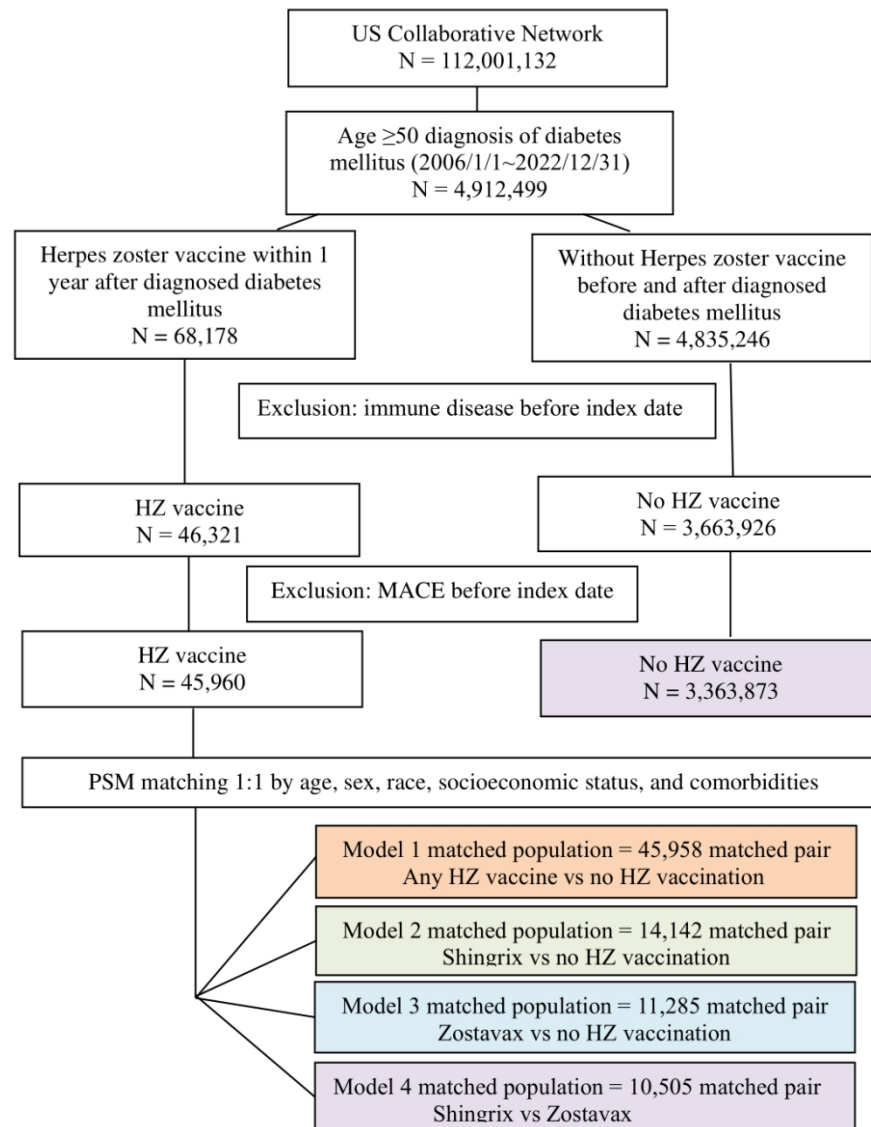 US Collaborative Network
N = 112,001,132
Age ≥50 diagnosis of diabetes
mellitus (2006/1/1~2022/12/31)
N = 4,912,499
Herpes zoster vaccine within 1
year after diagnosed diabetes
mellitus
N = 68,178
Without Herpes zoster vaccine
before and after diagnosed
diabetes mellitus
N = 4,835,246
Exclusion: immune disease before index date
HZ vaccine
N = 46,321
No HZ vaccine
N = 3,663,926
Exclusion: MACE before index date
HZ vaccine
N = 45,960
No HZ vaccine
N = 3,363,873
PSM matching 1:1 by age, sex, race, socioeconomic status, and comorbidities
Model 1 matched population = 45,958 matched pair
Any HZ vaccine vs no HZ vaccination
Model 2 matched population = 14,142 matched pair
Shingrix vs no HZ vaccination
Model 3 matched population = 11,285 matched pair
Zostavax vs no HZ vaccination
Model 4 matched population = 10,505 matched pair
Shingrix vs Zostavax